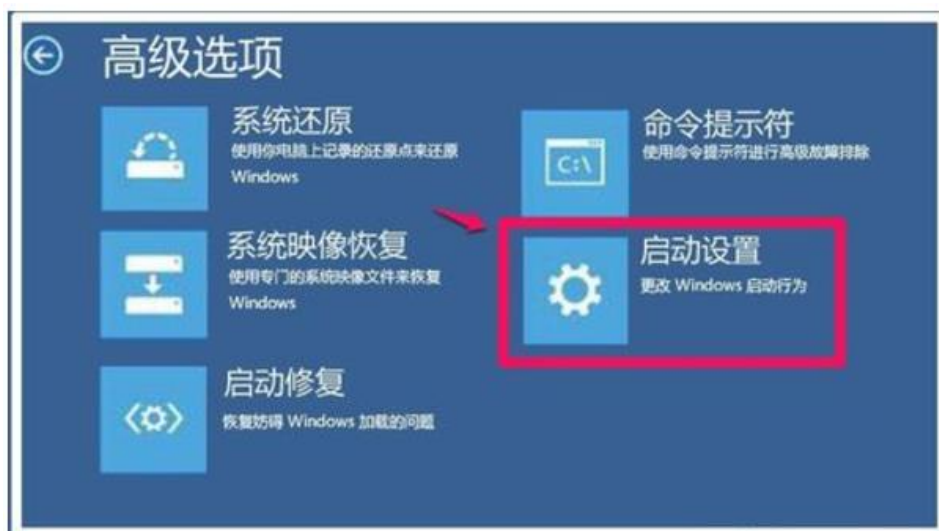 高级选项
系统还原
使用你电脑上记录的还原点来还原
Windows
命令提示符
使用命令提示符进行高级故障排除
C:\
系统映像恢复
使用专门的系统映像文件来恢复
Windows
启动设置
更改 Windows 启动行为
启动修复
恢复妨碍 Windows 加载的问题